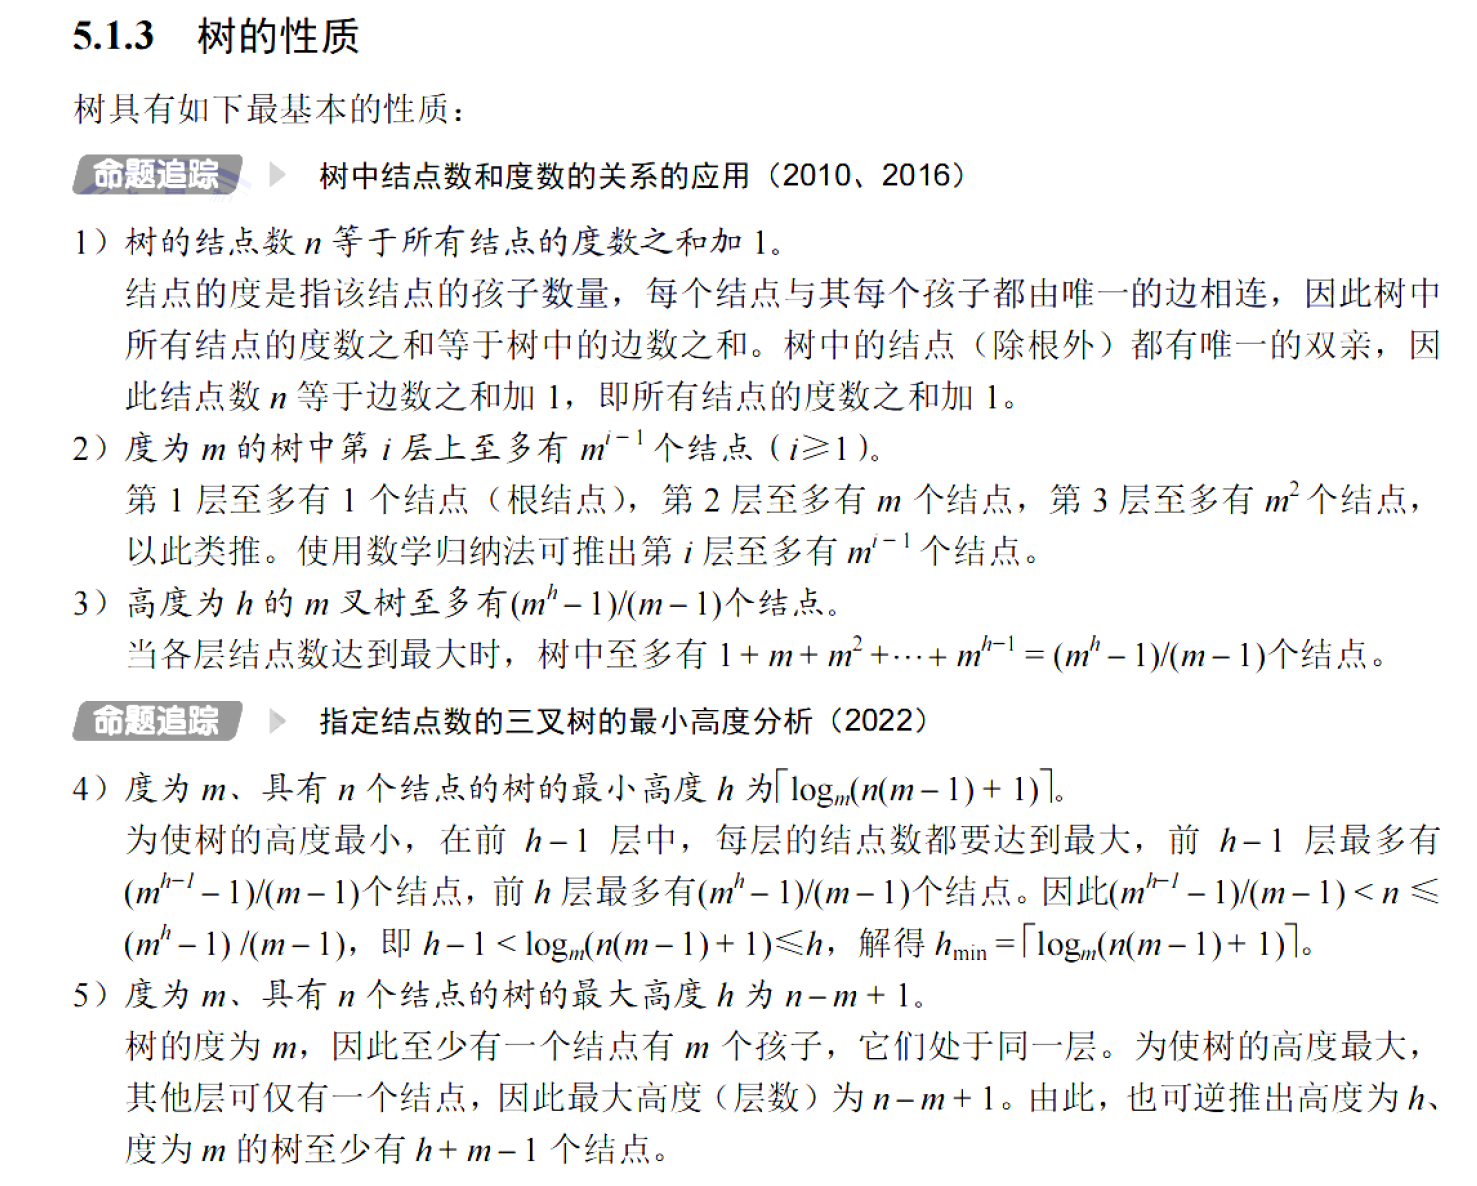 5.1.3 树的性质
树具有如下最基本的性质：
命题追踪 树中结点数和度数的关系的应用（2010、2016）
1）树的结点数 n 等于所有结点的度数之和加 1。
结点的度是指该结点的孩子数量，每个结点与其每个孩子都由唯一的边相连，因此树中
所有结点的度数之和等于树中的边数之和。树中的结点（除根外）都有唯一的双亲，因
此结点数 n 等于边数之和加 1，即所有结点的度数之和加 1。
2）度为 m 的树中第 i 层上至多有 m^{i-1} 个结点（i≥1）。
第 1 层至多有 1 个结点（根结点），第 2 层至多有 m 个结点，第 3 层至多有 m² 个结点，
以此类推。使用数学归纳法可推出第 i 层至多有 m^{i-1} 个结点。
3）高度为 h 的 m 叉树至多有(m^h – 1)/(m – 1)个结点。
当各层结点数达到最大时，树中至多有 1 + m + m² +⋯+ m^{h-1} = (m^h – 1)/(m – 1)个结点。
命题追踪 指定结点数的三叉树的最小高度分析（2022）
4）度为 m、具有 n 个结点的树的最小高度 h 为⌈log_m(n(m – 1) + 1)⌉。
为使树的高度最小，在前 h – 1 层中，每层的结点数都要达到最大，前 h – 1 层最多有
(m^{h-1} – 1)/(m – 1)个结点，前 h 层最多有(m^h – 1)/(m – 1)个结点。因此(m^{h-1} – 1)/(m – 1) < n ≤
(m^h – 1) /(m – 1)，即 h – 1 < log_m(n(m – 1) + 1)≤h，解得 h_min = ⌈log_m(n(m – 1) + 1)⌉。
5）度为 m、具有 n 个结点的树的最大高度 h 为 n – m + 1。
树的度为 m，因此至少有一个结点有 m 个孩子，它们处于同一层。为使树的高度最大，
其他层可仅有一个结点，因此最大高度（层数）为 n – m + 1。由此，也可逆推出高度为 h、
度为 m 的树至少有 h + m – 1 个结点。